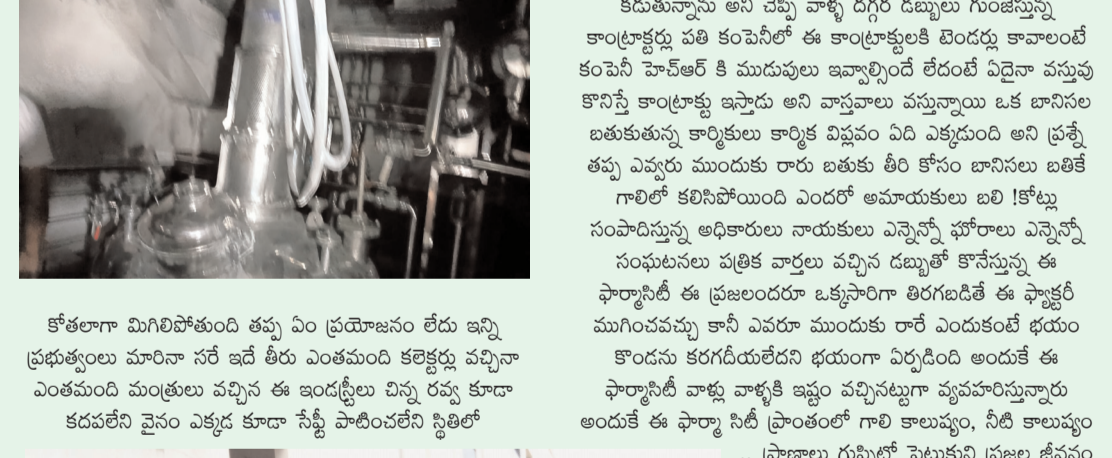 కోతలాగా మిగిలిపోతుంది తప్ప ఏం ప్రయోజనం లేదు ఇన్ని
ప్రభుత్వంలు మారినా సరే ఇదే తీరు ఎంతమంది కలెక్టర్లు వచ్చినా
ఎంతమంది మంత్రులు వచ్చిన ఈ ఇండస్ట్రీలు చిన్న రవ్వ కూడా
కదపలేని వైనం ఎక్కడ కూడా సేఫ్టీ పాటించలేని స్థితిలో
కడుతున్నాను అని చెప్పి వాళ్ళ దగ్గర డబ్బులు గుంజేస్తున్న
కాంట్రాక్టర్లు పతి కంపెనీలో ఈ కాంట్రాక్టులకి టెండర్లు కావాలంటే
కంపెనీ హెచ్ఆర్ కి ముడుపులు ఇవ్వాల్సిందే లేదంటే ఏదైనా వస్తువు
కొనిస్తే కాంట్రాక్టు ఇస్తాడు అని వాస్తవాలు వస్తున్నాయి ఒక బానిసల
బతుకుతున్న కార్మికులు కార్మిక విప్లవం ఏది ఎక్కడుంది అని ప్రశ్నే
తప్ప ఎవ్వరు ముందుకు రారు బతుకు తీరి కోసం బానిసలు బతికే
గాలిలో కలిసిపోయింది ఎందరో అమాయకులు బలి !కోట్లు
సంపాదిస్తున్న అధికారులు నాయకులు ఎన్నెన్నో ఘోరాలు ఎన్నెన్నో
సంఘటనలు పత్రిక వార్తలు వచ్చిన డబ్బుతో కొనేస్తున్న ఈ
ఫార్మాసిటీ ఈ ప్రజలందరూ ఒక్కసారిగా తిరగబడితే ఈ ఫ్యాక్టరీ
ముగించవచ్చు కానీ ఎవరూ ముందుకు రారే ఎందుకంటే భయం
కొండను కరగదీయలేదని భయంగా ఏర్పడింది అందుకే ఈ
ఫార్మాసిటీ వాళ్లు వాళ్ళకి ఇష్టం వచ్చినట్టుగా వ్యవహరిస్తున్నారు
అందుకే ఈ ఫార్మా సిటీ ప్రాంతంలో గాలి కాలుష్యం, నీటి కాలుష్యం
ప్రాణాలు గుప్పిట్లో పెట్టుకుని ప్రజల జీవనం